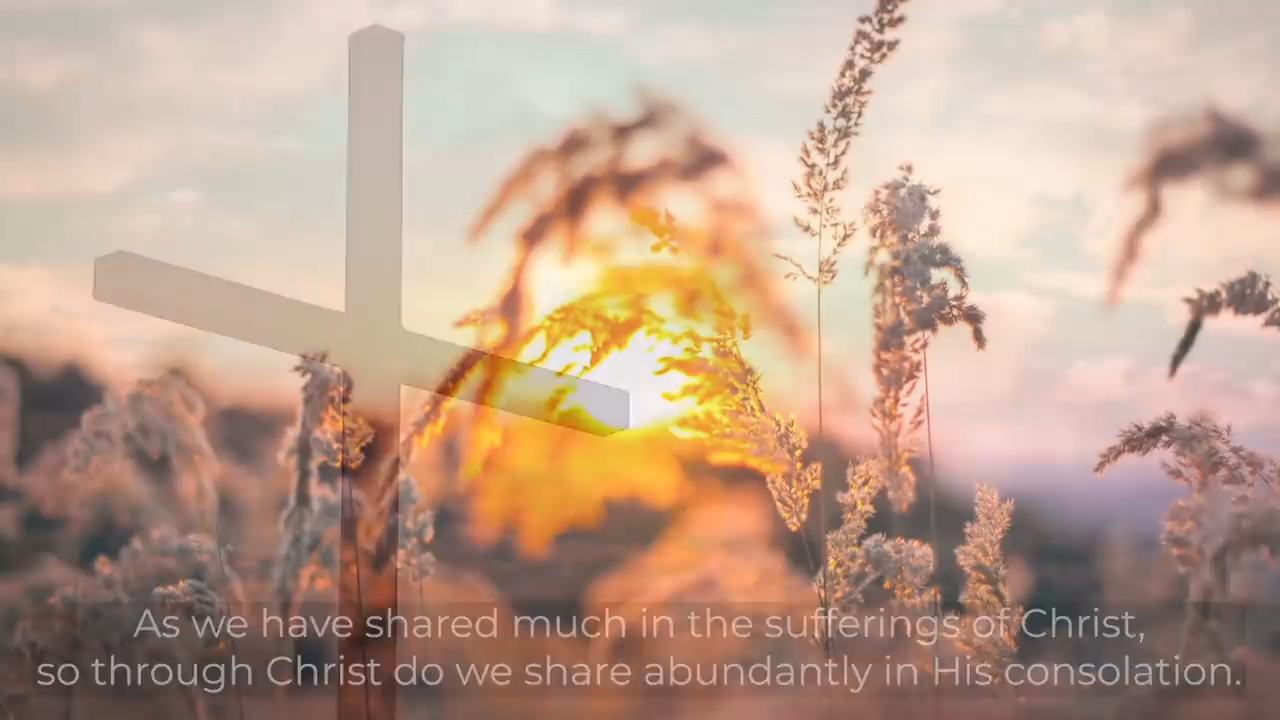 As we have shared much in the sufferings of Christ,
so through Christ do we share abundantly in His consolation.